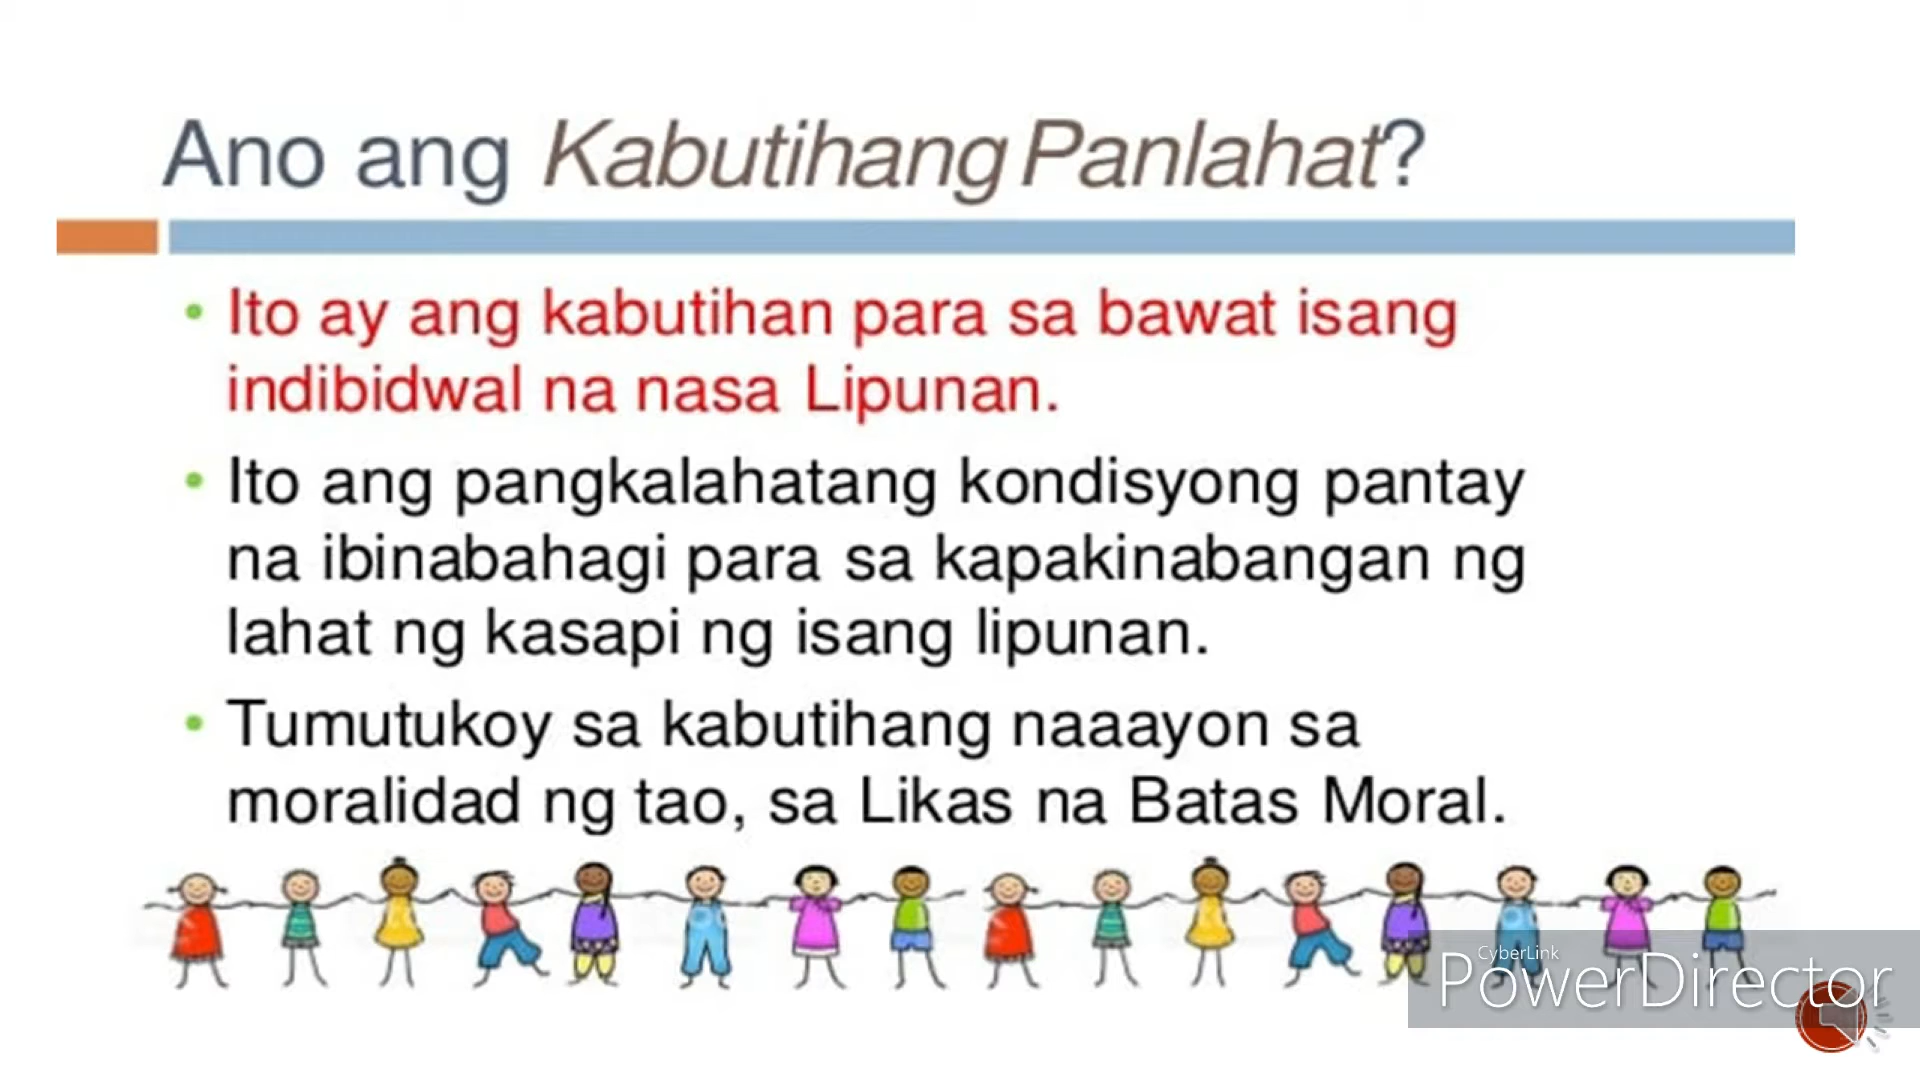 Ano ang Kabutihang Panlahat?
• Ito ay ang kabutihan para sa bawat isang
indibidwal na nasa Lipunan.
• Ito ang pangkalahatang kondisyong pantay
na ibinabahagi para sa kapakinabangan ng
lahat ng kasapi ng isang lipunan.
• Tumutukoy sa kabutihang naaayon sa
moralidad ng tao, sa Likas na Batas Moral.
CyberLink
PowerDirector